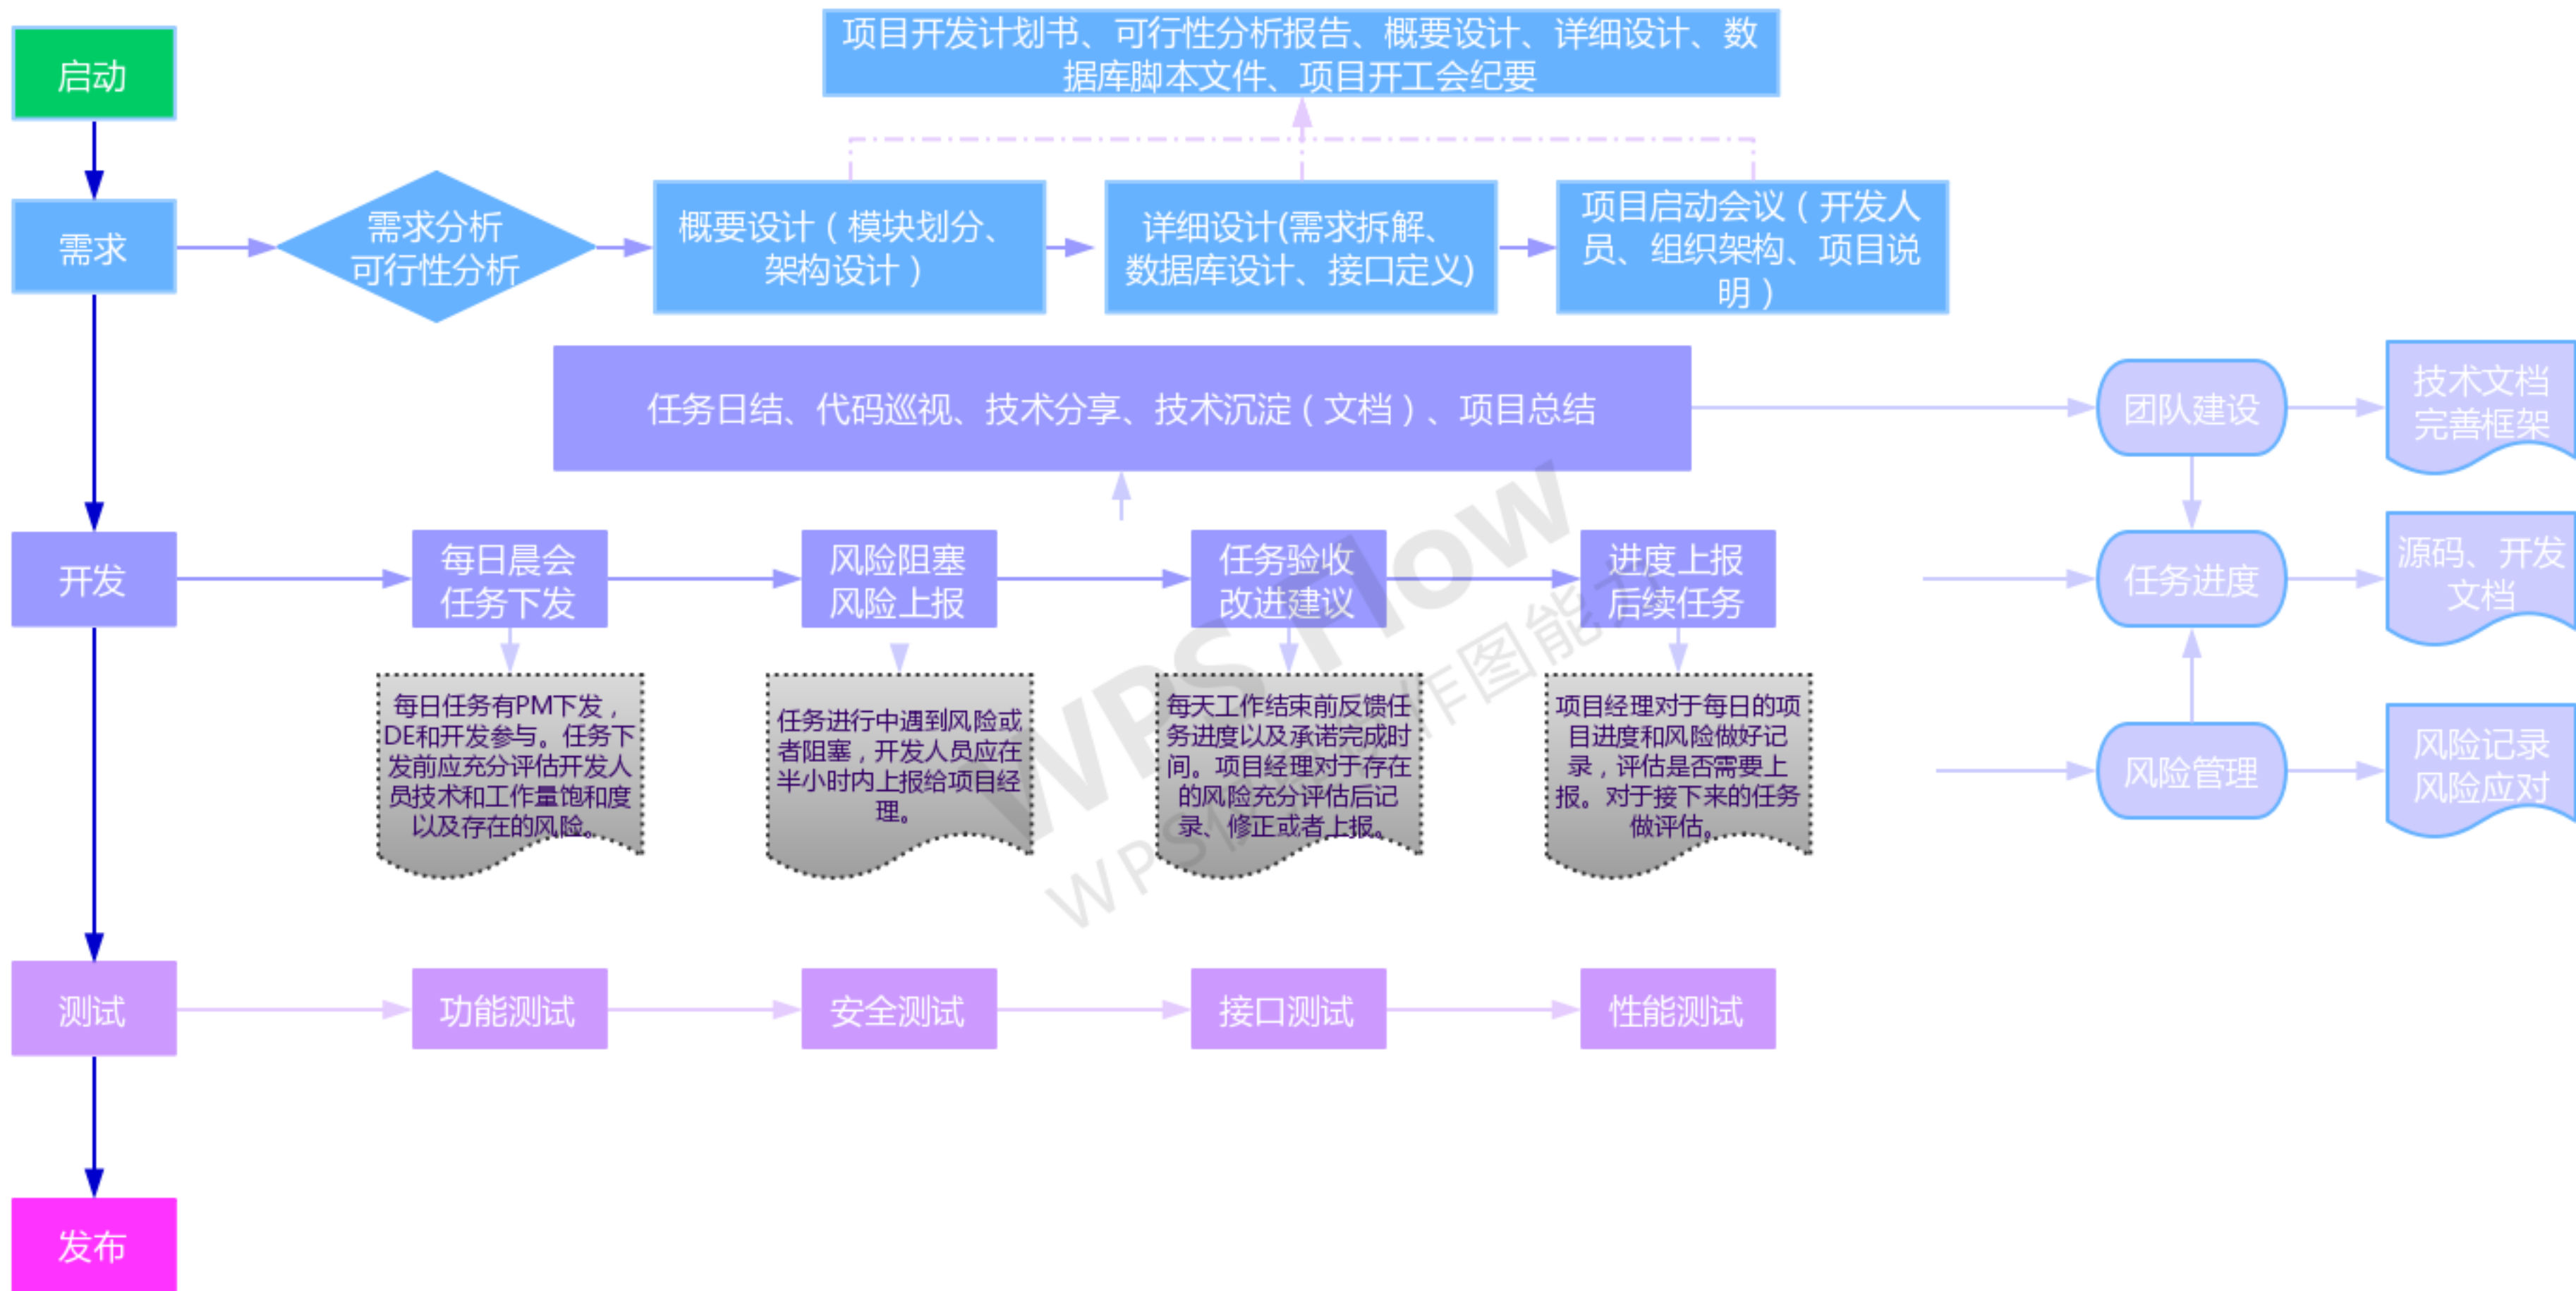 启动
项目开发计划书、可行性分析报告、概要设计、详细设计、数
据库脚本文件、项目开工会纪要
需求
需求分析
可行性分析
概要设计（模块划分、
架构设计）
详细设计(需求拆解、
数据库设计、接口定义)
项目启动会议（开发人
员、组织架构、项目说
明）
任务日结、代码巡视、技术分享、技术沉淀（文档）、项目总结
团队建设
技术文档
完善框架
开发
每日晨会
任务下发
风险阻塞
风险上报
任务验收
改进建议
进度上报
后续任务
任务进度
源码、开发
文档
每日任务有PM下发，
DE和开发参与。任务下
发前应充分评估开发人
员技术和工作量饱和度
以及存在的风险。
任务进行中遇到风险或
者阻塞，开发人员应在
半小时内上报给项目经
理。
每天工作结束前反馈任
务进度以及承诺完成时
间。项目经理对于存在
的风险充分评估后记
录、修正或者上报。
项目经理对于每日的项
目进度和风险做好记
录，评估是否需要上
报。对于接下来的任务
做评估。
风险管理
风险记录
风险应对
WPS Flow
测试
功能测试
安全测试
接口测试
性能测试
发布